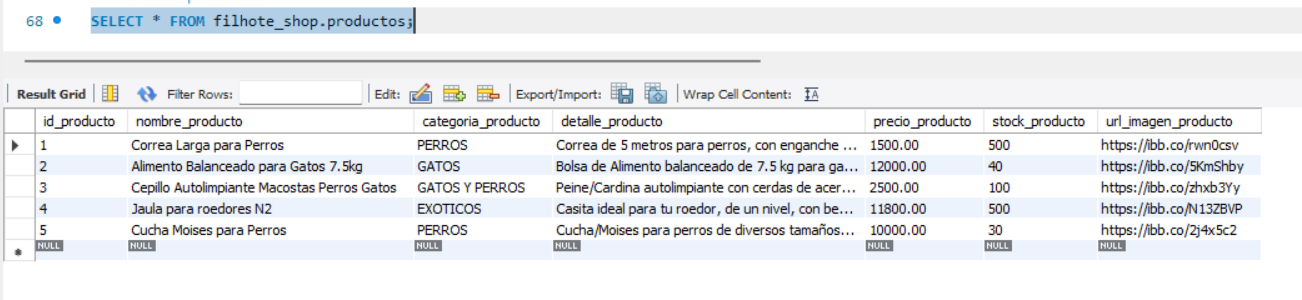 68 SELECT * FROM filhote_shop.productos;
Result Grid Filter Rows: Edit: Export/Import: Wrap Cell Content: IA
id_producto nombre_producto categoria_producto detalle_producto precio_producto stock_producto url_imagen_producto
1 Correa Larga para Perros PERROS Correa de 5 metros para perros, con enganche ... 1500.00 500 https://ibb.co/rwn0csv
2 Alimento Balanceado para Gatos 7.5kg GATOS Bolsa de Alimento balanceado de 7.5 kg para ga... 12000.00 40 https://ibb.co/5KmShby
3 Cepillo Autolimpiante Macostas Perros Gatos GATOS Y PERROS Peine/Cardina autolimpiante con cerdas de acer... 2500.00 100 https://ibb.co/zhxb3Yy
4 Jaula para roedores N2 EXOTICOS Casita ideal para tu roedor, de un nivel, con be... 11800.00 500 https://ibb.co/N13ZBVP
5 Cucha Moises para Perros PERROS Cucha/Moises para perros de diversos tamaños... 10000.00 30 https://ibb.co/2j4x5c2
NULL NULL NULL NULL NULL NULL NULL